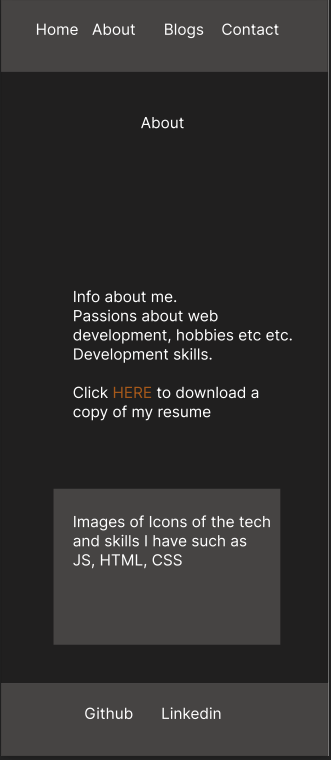 Home About Blogs Contact
About
Info about me.
Passions about web
development, hobbies etc etc.
Development skills.
Click HERE to download a
copy of my resume
Images of Icons of the tech
and skills I have such as
JS, HTML, CSS
Github Linkedin